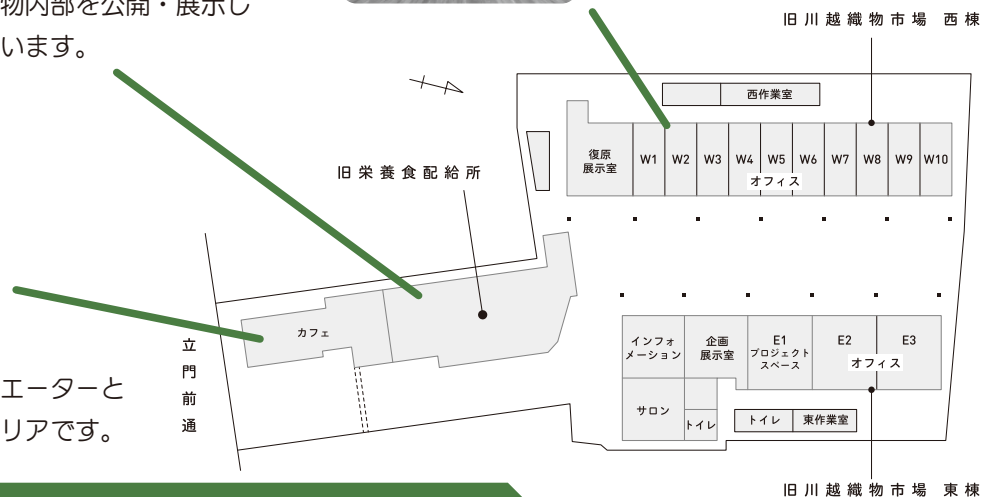 物内部を公開・展示し
います。
旧川越織物市場 西棟
西作業室
復原
展示室
W1
W2
W3
W4
W5
W6
W7
W8
W9
W10
オフィス
旧栄養食配給所
カフェ
立門前通
インフォ
メーション
企画
展示室
E1
プロジェクト
スペース
E2
E3
オフィス
サロン
トイレ
トイレ
東作業室
エーターと
リアです。
旧川越織物市場 東棟